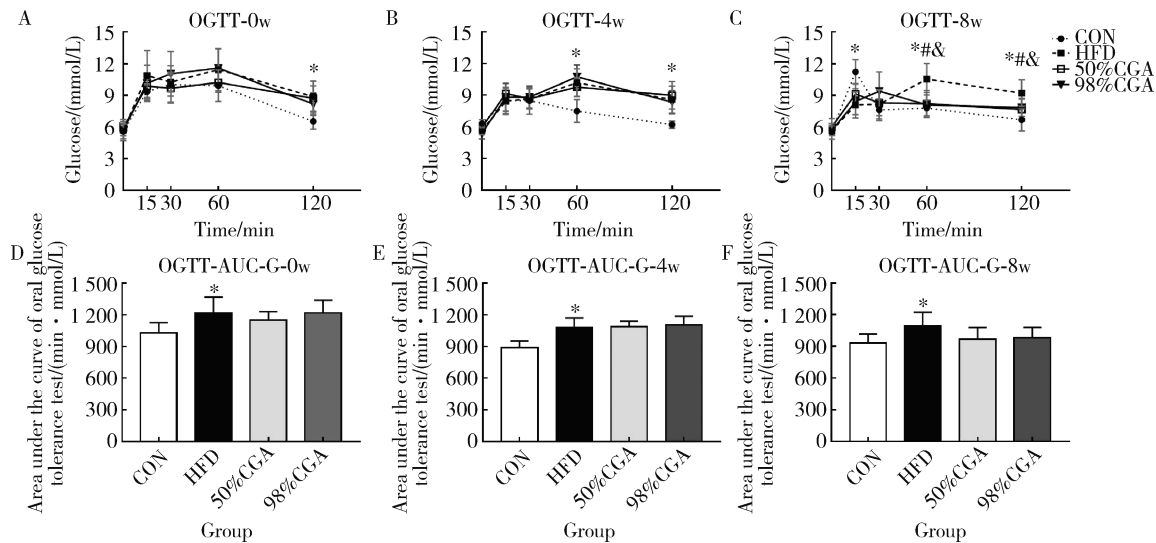 A
OGTT-0w
Glucose/(mmol/L)
15
12
9
6
3
0
*
15 30 60 120
Time/min
B
OGTT-4w
Glucose/(mmol/L)
15
12
9
6
3
0
*
*
15 30 60 120
Time/min
C
OGTT-8w
Glucose/(mmol/L)
15
12
9
6
3
0
*
*#&
*#&
15 30 60 120
Time/min
CON
HFD
50%CGA
98%CGA
D
OGTT-AUC-G-0w
Area under the curve of oral glucose
tolerance test/(min · mmol/L)
1 500
1 200
900
600
300
0
*
CON
HFD
50%CGA
98%CGA
Group
E
OGTT-AUC-G-4w
Area under the curve of oral glucose
tolerance test/(min · mmol/L)
1 500
1 200
900
600
300
0
*
CON
HFD
50%CGA
98%CGA
Group
F
OGTT-AUC-G-8w
Area under the curve of oral glucose
tolerance test/(min · mmol/L)
1 500
1 200
900
600
300
0
*
CON
HFD
50%CGA
98%CGA
Group